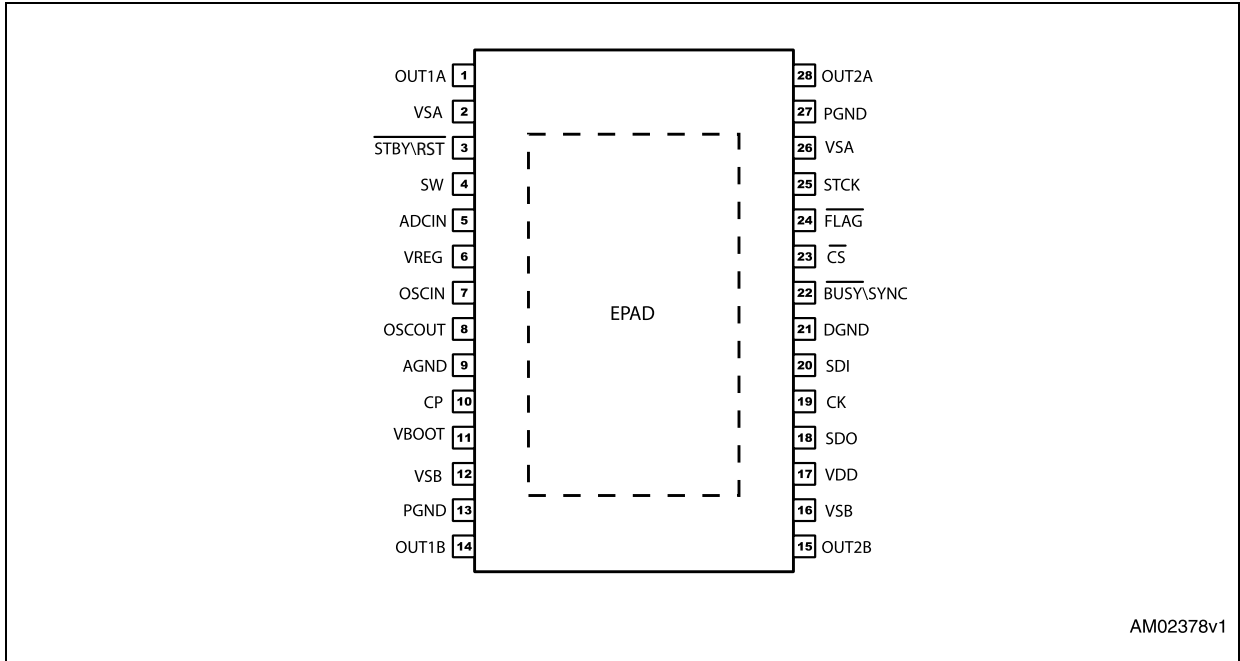 OUT1A 1
VSA 2
STBY\RST 3
SW 4
ADCIN 5
VREG 6
OSCIN 7
OSCOUT 8
AGND 9
CP 10
VBOOT 11
VSB 12
PGND 13
OUT1B 14
EPAD
28 OUT2A
27 PGND
26 VSA
25 STCK
24 FLAG
23 CS
22 BUSY\SYNC
21 DGND
20 SDI
19 CK
18 SDO
17 VDD
16 VSB
15 OUT2B
AM02378v1